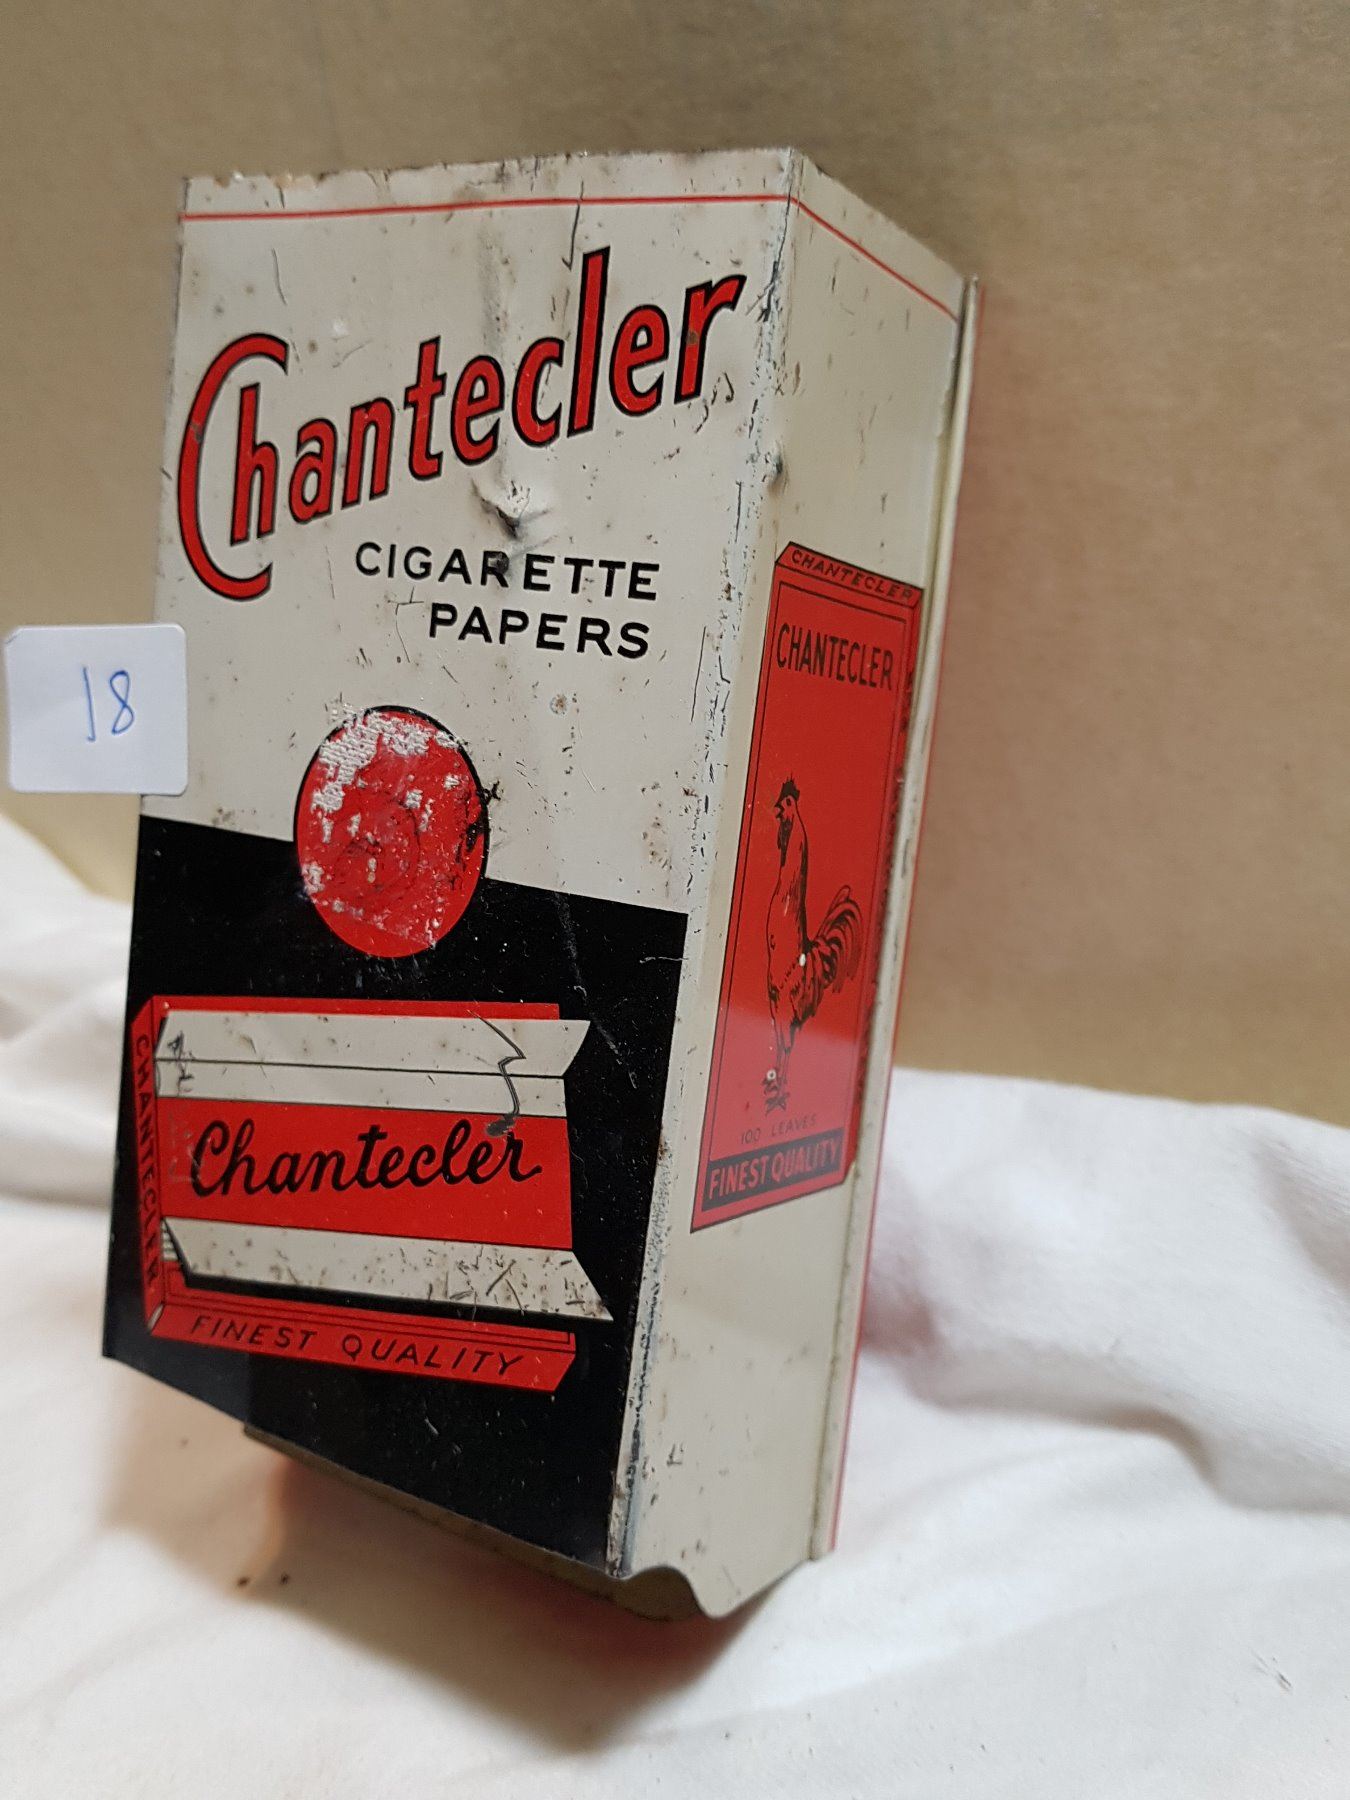 Chantecler
CIGARETTE
PAPERS
18
CHANTECLER
CHANTECLER
100 LEAVES
FINEST QUALITY
Chantecler
CHANTECLER
FINEST QUALITY